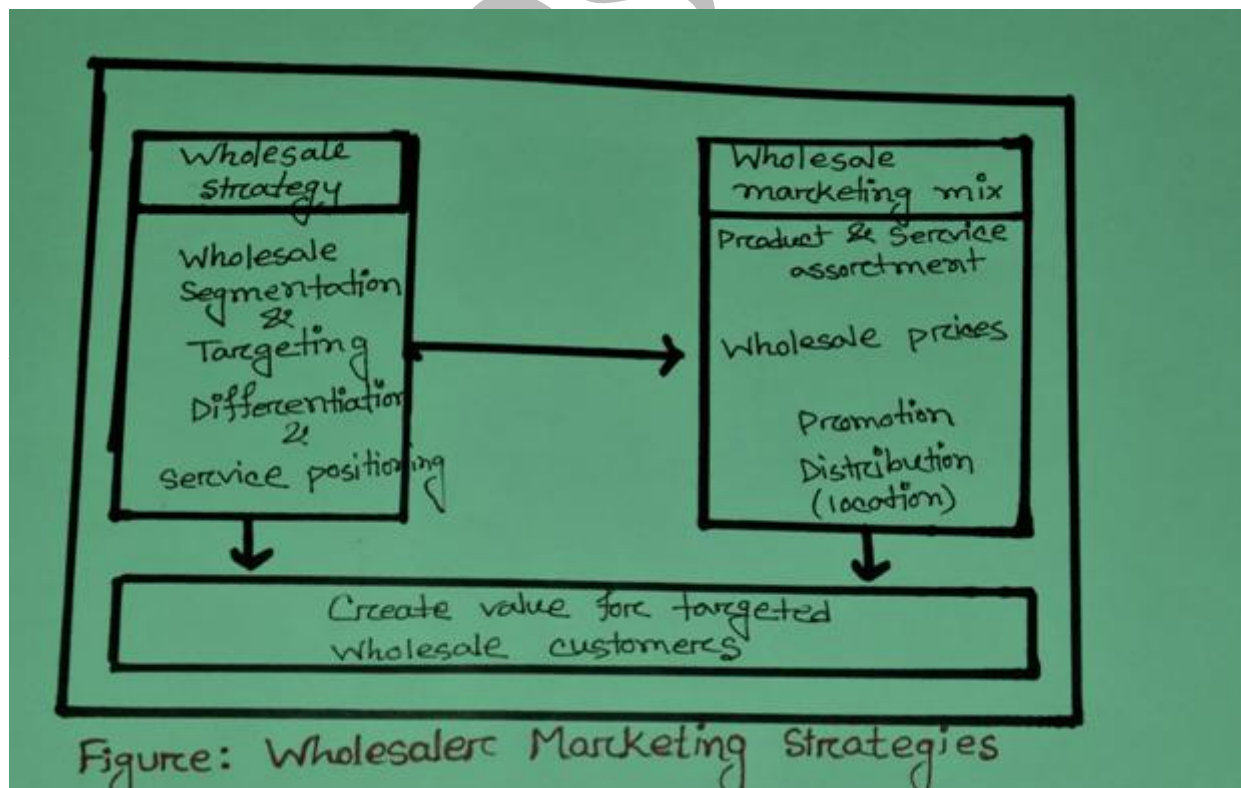 Wholesale
strategy
Wholesale
Segmentation
&
Targeting
Differentiation
&
Service positioning
Wholesale
marketing mix
Product & Service
assortment
Wholesale prices
Promotion
Distribution
(location)
Create value for targeted
Wholesale customers
Figure: Wholesaler Marketing Strategies